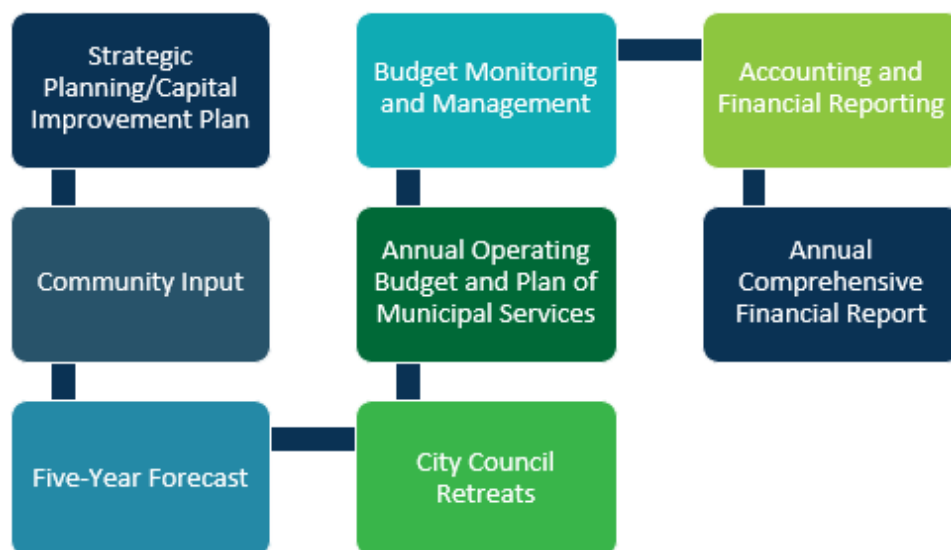 Strategic
Planning/Capital
Improvement Plan
Community Input
Five-Year Forecast
City Council
Retreats
Annual Operating
Budget and Plan of
Municipal Services
Budget Monitoring
and Management
Accounting and
Financial Reporting
Annual
Comprehensive
Financial Report